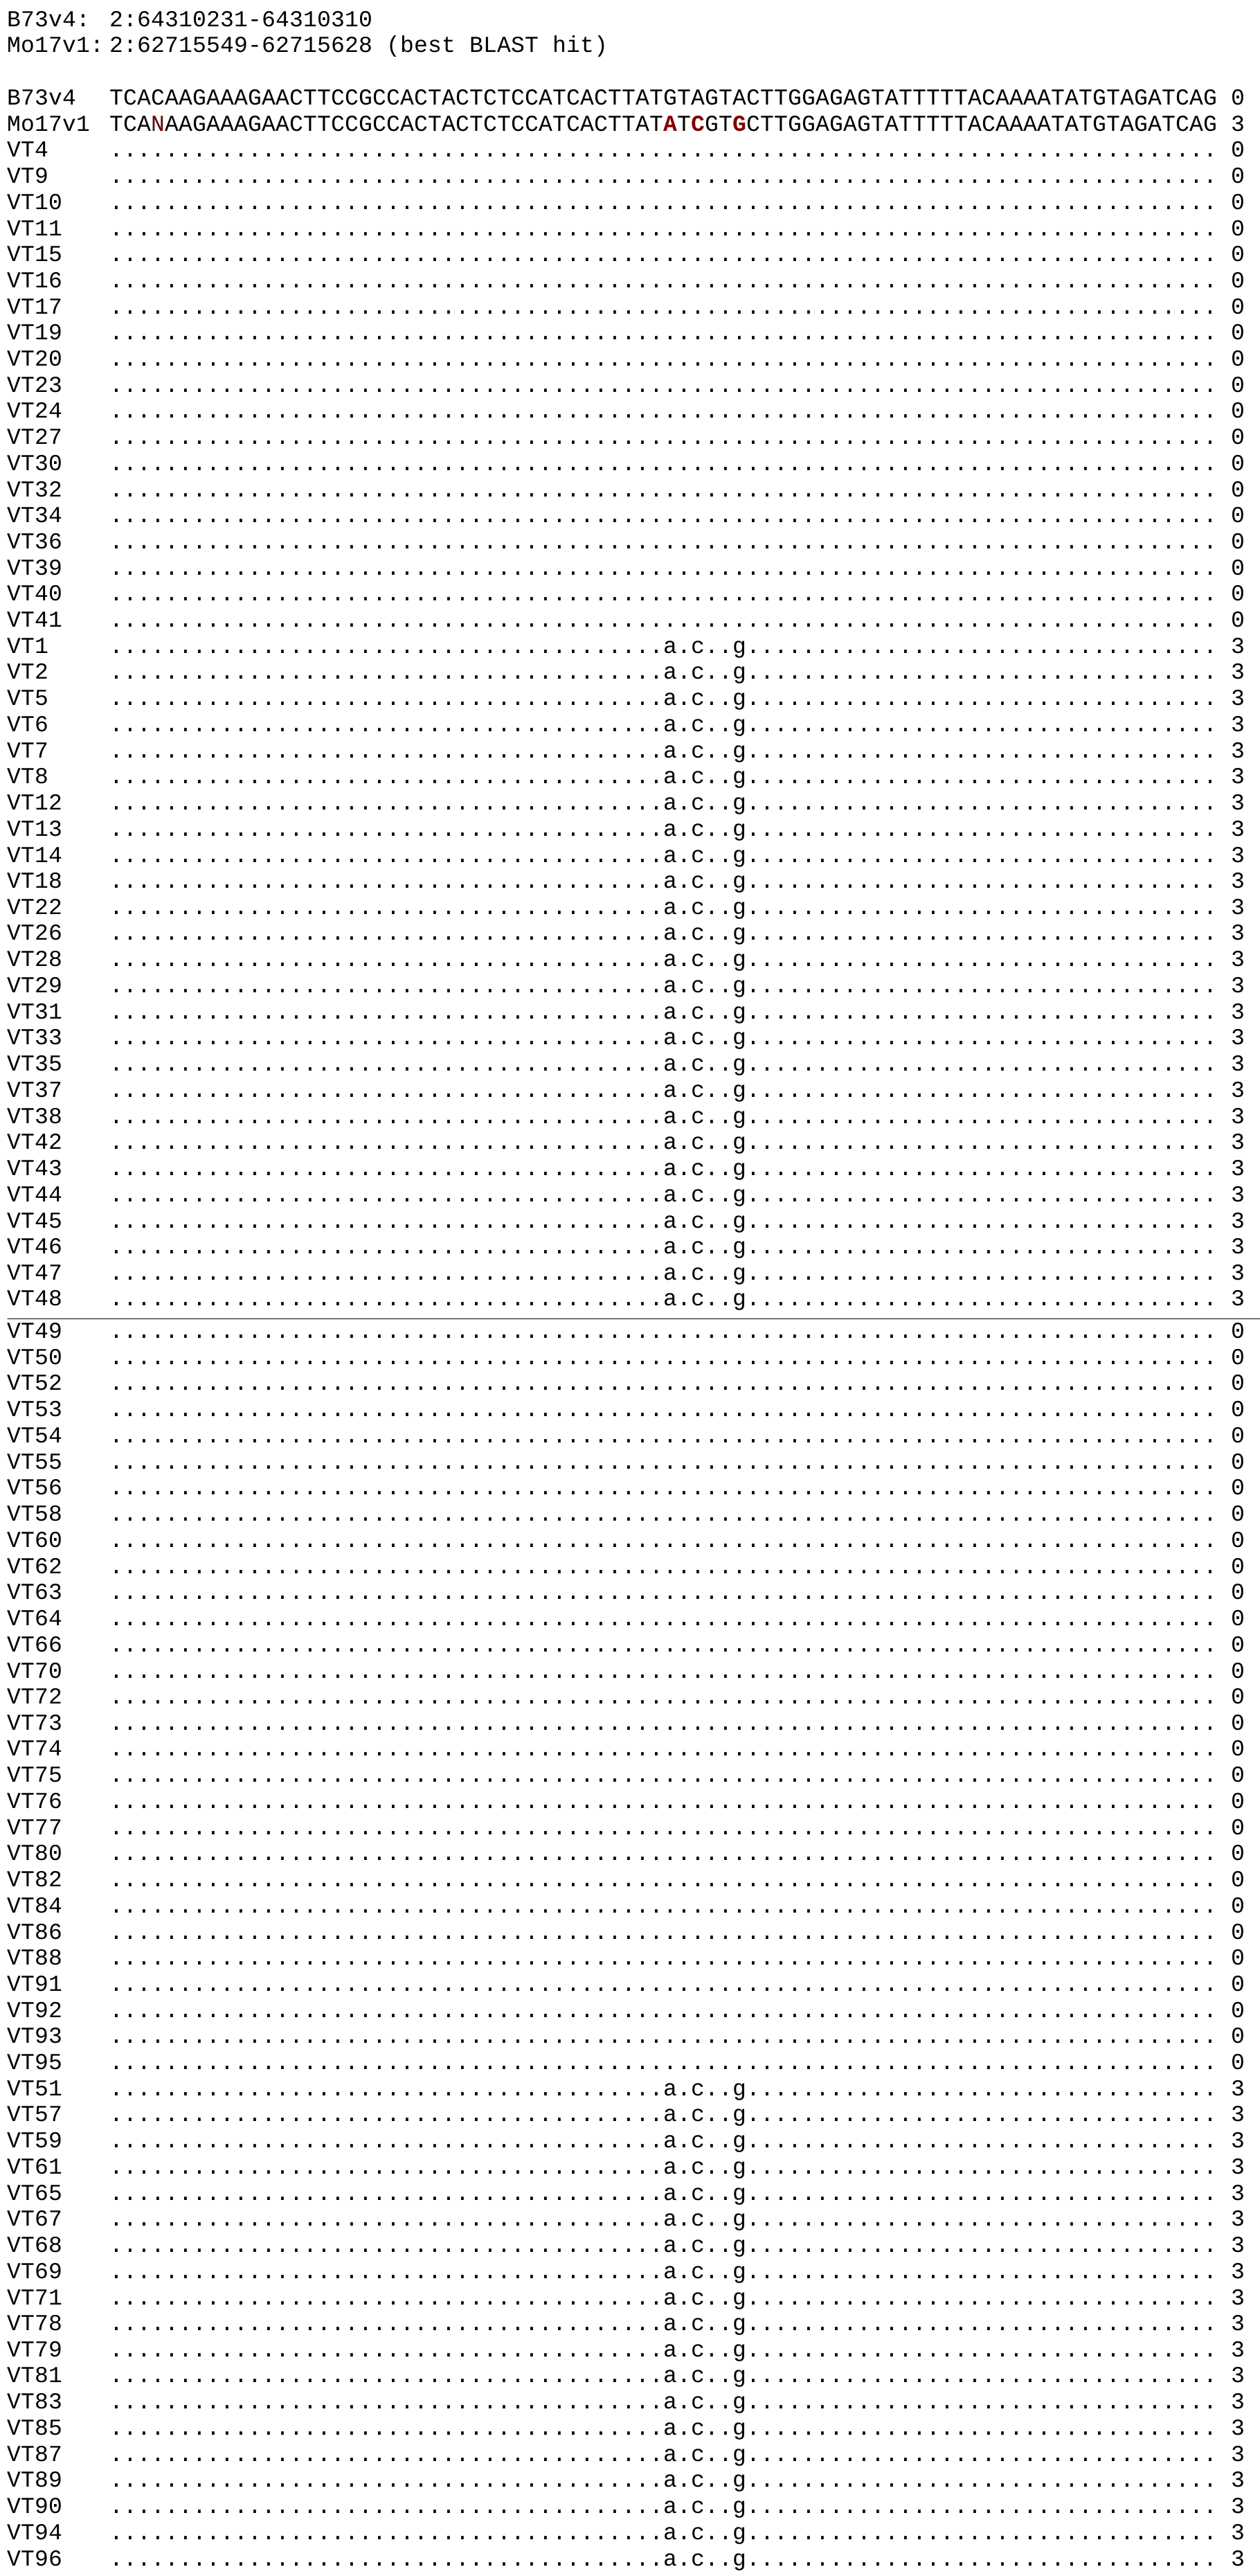 B73v4: 2:64310231-64310310
Mo17v1: 2:62715549-62715628 (best BLAST hit)
B73v4 TCACAAGAAAGAACTTCCGCCACTACTCTCCATCACTTATGTAGTACTTGGAGAGTATTTTTACAAAATATGTAGATCAG 0
Mo17v1 TCANAAGAAAGAACTTCCGCCACTACTCTCCATCACTTATATCGTGCTTGGAGAGTATTTTTACAAAATATGTAGATCAG 3
VT4 ................................................................................ 0
VT9 ................................................................................ 0
VT10 ................................................................................ 0
VT11 ................................................................................ 0
VT15 ................................................................................ 0
VT16 ................................................................................ 0
VT17 ................................................................................ 0
VT19 ................................................................................ 0
VT20 ................................................................................ 0
VT23 ................................................................................ 0
VT24 ................................................................................ 0
VT27 ................................................................................ 0
VT30 ................................................................................ 0
VT32 ................................................................................ 0
VT34 ................................................................................ 0
VT36 ................................................................................ 0
VT39 ................................................................................ 0
VT40 ................................................................................ 0
VT41 ................................................................................ 0
VT1 ........................................a.c..g.................................. 3
VT2 ........................................a.c..g.................................. 3
VT5 ........................................a.c..g.................................. 3
VT6 ........................................a.c..g.................................. 3
VT7 ........................................a.c..g.................................. 3
VT8 ........................................a.c..g.................................. 3
VT12 ........................................a.c..g.................................. 3
VT13 ........................................a.c..g.................................. 3
VT14 ........................................a.c..g.................................. 3
VT18 ........................................a.c..g.................................. 3
VT22 ........................................a.c..g.................................. 3
VT26 ........................................a.c..g.................................. 3
VT28 ........................................a.c..g.................................. 3
VT29 ........................................a.c..g.................................. 3
VT31 ........................................a.c..g.................................. 3
VT33 ........................................a.c..g.................................. 3
VT35 ........................................a.c..g.................................. 3
VT37 ........................................a.c..g.................................. 3
VT38 ........................................a.c..g.................................. 3
VT42 ........................................a.c..g.................................. 3
VT43 ........................................a.c..g.................................. 3
VT44 ........................................a.c..g.................................. 3
VT45 ........................................a.c..g.................................. 3
VT46 ........................................a.c..g.................................. 3
VT47 ........................................a.c..g.................................. 3
VT48 ........................................a.c..g.................................. 3
VT49 ................................................................................ 0
VT50 ................................................................................ 0
VT52 ................................................................................ 0
VT53 ................................................................................ 0
VT54 ................................................................................ 0
VT55 ................................................................................ 0
VT56 ................................................................................ 0
VT58 ................................................................................ 0
VT60 ................................................................................ 0
VT62 ................................................................................ 0
VT63 ................................................................................ 0
VT64 ................................................................................ 0
VT66 ................................................................................ 0
VT70 ................................................................................ 0
VT72 ................................................................................ 0
VT73 ................................................................................ 0
VT74 ................................................................................ 0
VT75 ................................................................................ 0
VT76 ................................................................................ 0
VT77 ................................................................................ 0
VT80 ................................................................................ 0
VT82 ................................................................................ 0
VT84 ................................................................................ 0
VT86 ................................................................................ 0
VT88 ................................................................................ 0
VT91 ................................................................................ 0
VT92 ................................................................................ 0
VT93 ................................................................................ 0
VT95 ................................................................................ 0
VT51 ........................................a.c..g.................................. 3
VT57 ........................................a.c..g.................................. 3
VT59 ........................................a.c..g.................................. 3
VT61 ........................................a.c..g.................................. 3
VT65 ........................................a.c..g.................................. 3
VT67 ........................................a.c..g.................................. 3
VT68 ........................................a.c..g.................................. 3
VT69 ........................................a.c..g.................................. 3
VT71 ........................................a.c..g.................................. 3
VT78 ........................................a.c..g.................................. 3
VT79 ........................................a.c..g.................................. 3
VT81 ........................................a.c..g.................................. 3
VT83 ........................................a.c..g.................................. 3
VT85 ........................................a.c..g.................................. 3
VT87 ........................................a.c..g.................................. 3
VT89 ........................................a.c..g.................................. 3
VT90 ........................................a.c..g.................................. 3
VT94 ........................................a.c..g.................................. 3
VT96 ........................................a.c..g.................................. 3